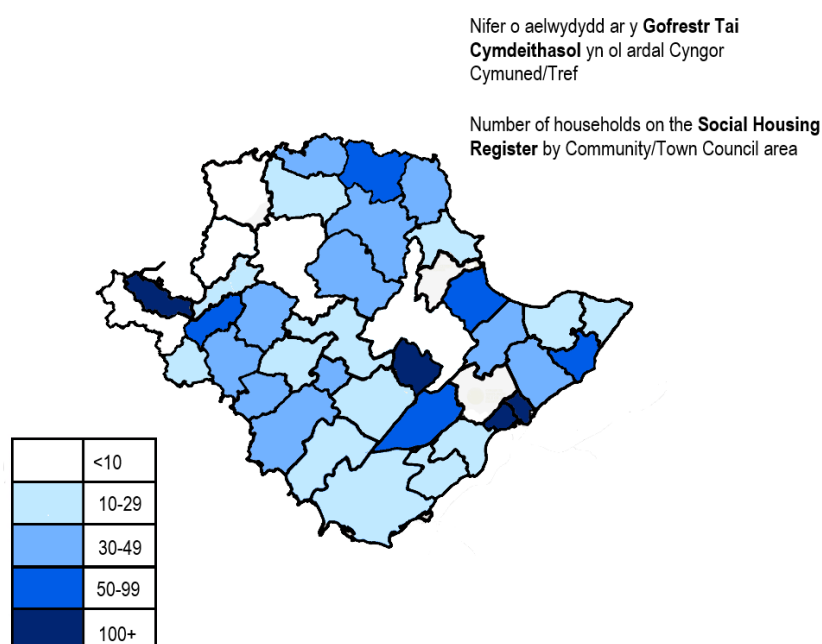 Nifer o aelwydydd ar y Gofrestr Tai
Cymdeithasol yn ol ardal Cyngor
Cymuned/Tref
Number of households on the Social Housing
Register by Community/Town Council area
<10
10-29
30-49
50-99
100+